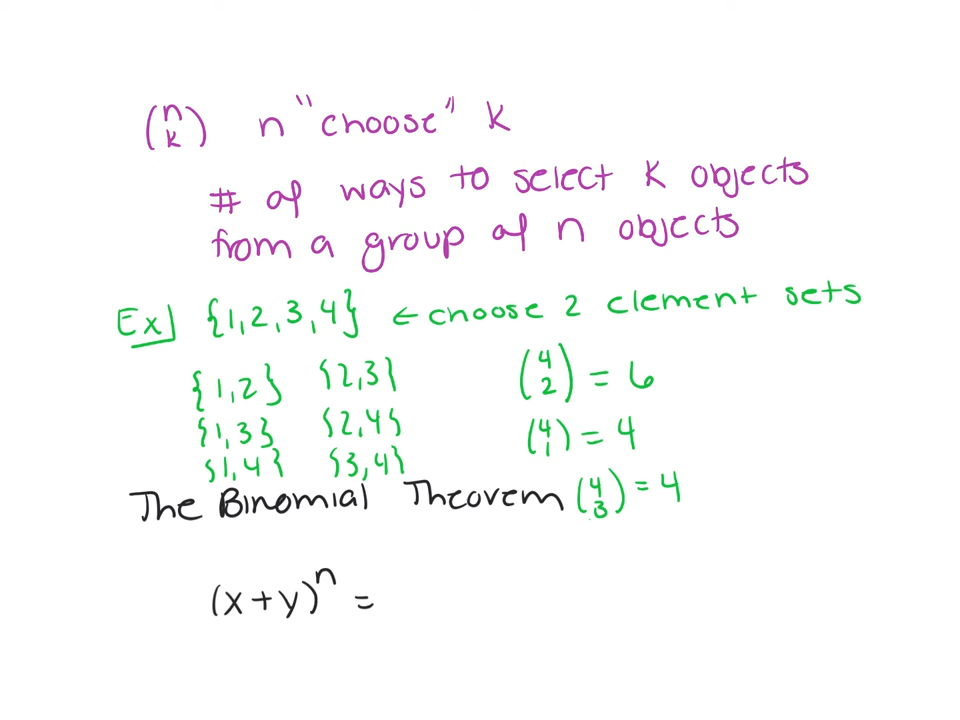 (n k) n "choose" k
# of ways to select k objects
from a group of n objects
Ex] {1,2,3,4} ← choose 2 element sets
{1,2} {2,3} (4 2) = 6
{1,3} {2,4} (4 1) = 4
{1,4} {3,4}
The Binomial Theorem (4 3) = 4
(x+y)^n =